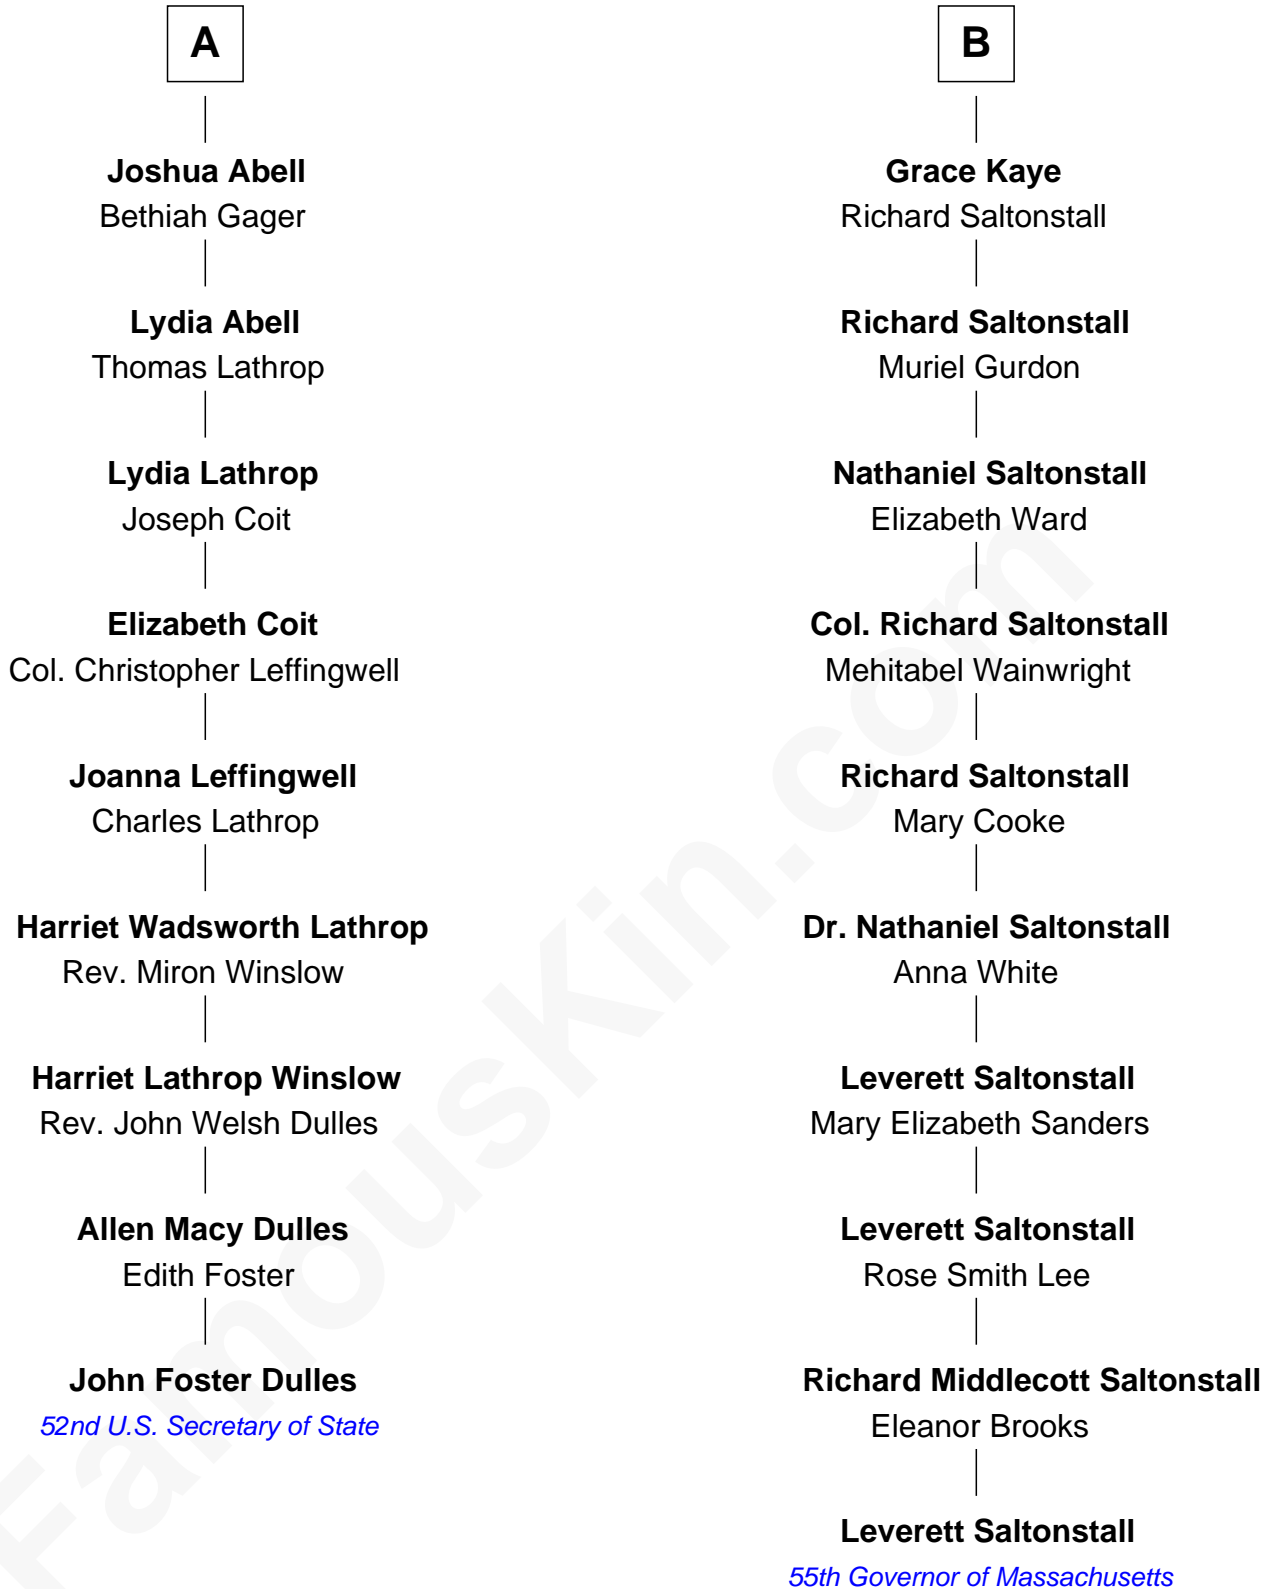 A
Joshua Abell
Bethiah Gager
Lydia Abell
Thomas Lathrop
Lydia Lathrop
Joseph Coit
Elizabeth Coit
Col. Christopher Leffingwell
Joanna Leffingwell
Charles Lathrop
Harriet Wadsworth Lathrop
Rev. Miron Winslow
Harriet Lathrop Winslow
Rev. John Welsh Dulles
Allen Macy Dulles
Edith Foster
John Foster Dulles
52nd U.S. Secretary of State
B
Grace Kaye
Richard Saltonstall
Richard Saltonstall
Muriel Gurdon
Nathaniel Saltonstall
Elizabeth Ward
Col. Richard Saltonstall
Mehitabel Wainwright
Richard Saltonstall
Mary Cooke
Dr. Nathaniel Saltonstall
Anna White
Leverett Saltonstall
Mary Elizabeth Sanders
Leverett Saltonstall
Rose Smith Lee
Richard Middlecott Saltonstall
Eleanor Brooks
Leverett Saltonstall
55th Governor of Massachusetts
FamousKin.com